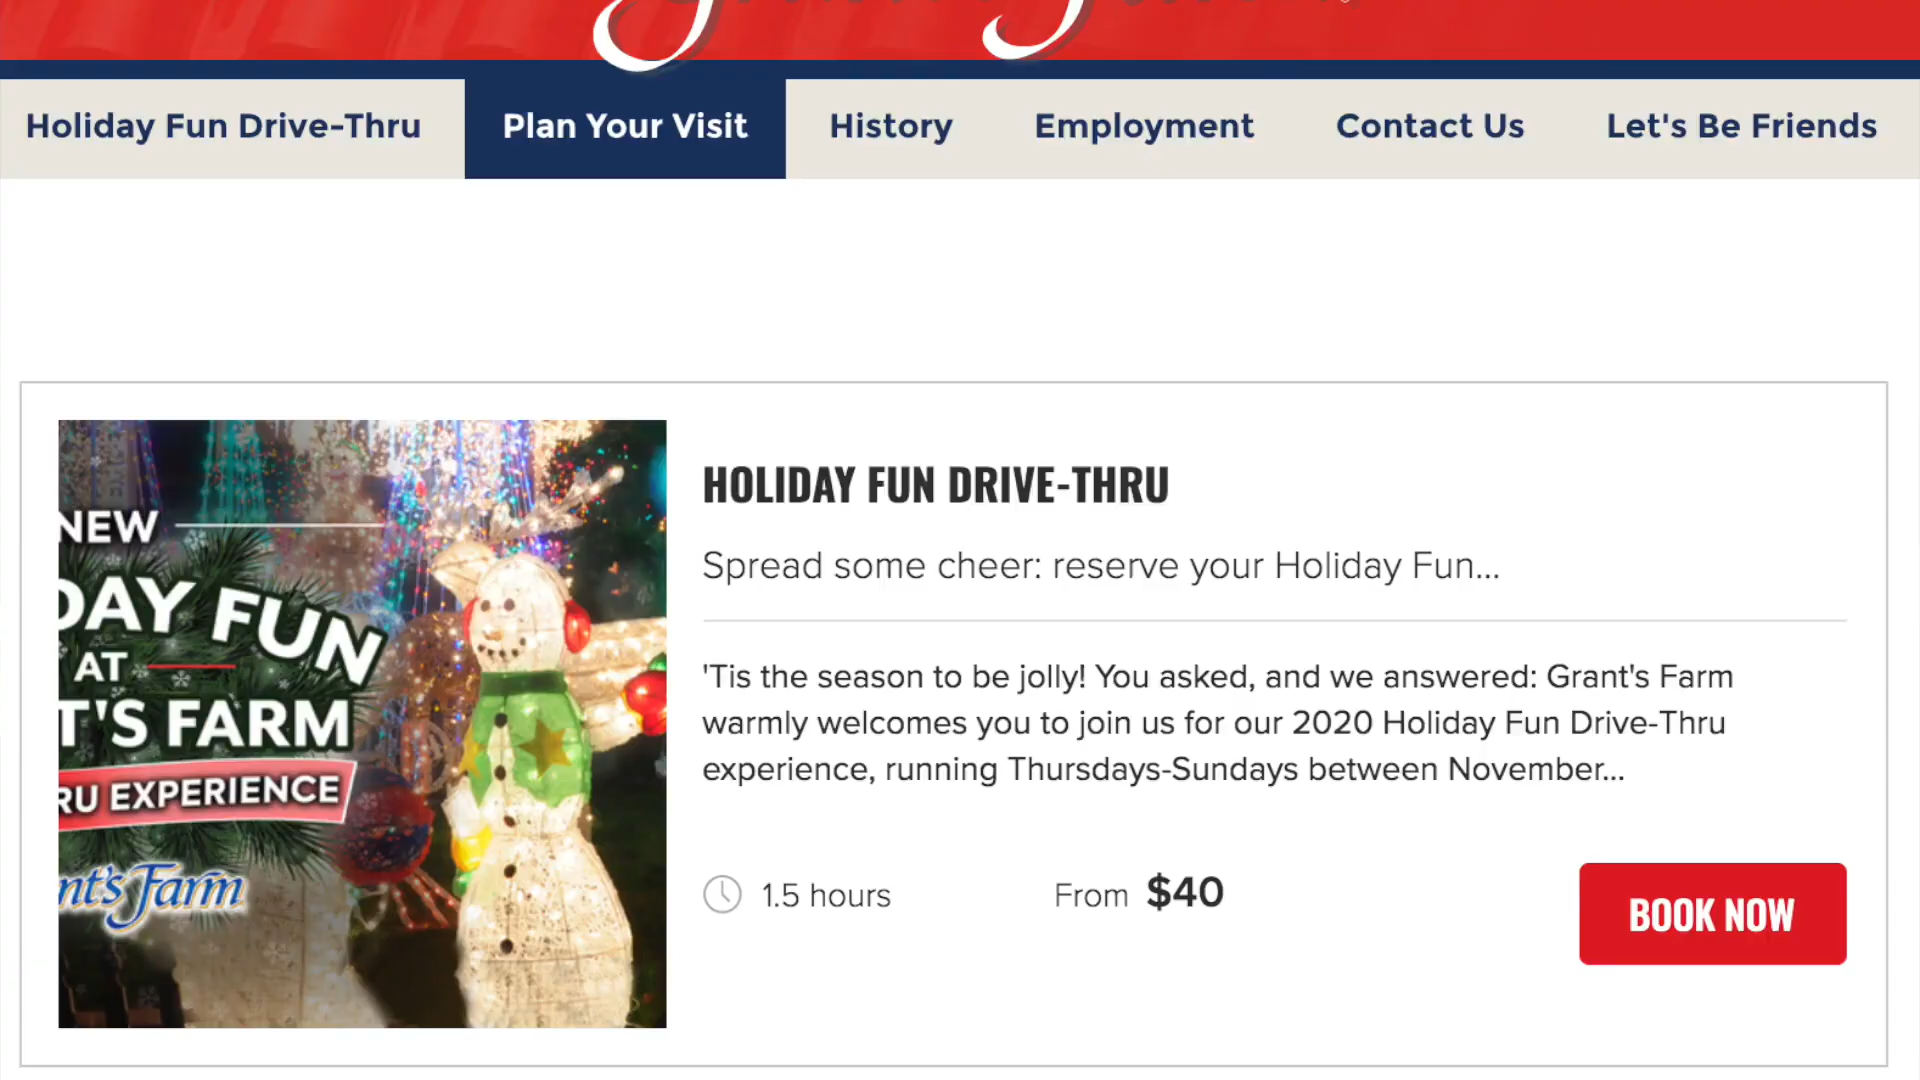 Holiday Fun Drive-Thru
Plan Your Visit
History
Employment
Contact Us
Let's Be Friends
NEW
DAY FUN
AT
T'S FARM
RU EXPERIENCE
nt's Farm
HOLIDAY FUN DRIVE-THRU
Spread some cheer: reserve your Holiday Fun...
'Tis the season to be jolly! You asked, and we answered: Grant's Farm
warmly welcomes you to join us for our 2020 Holiday Fun Drive-Thru
experience, running Thursdays-Sundays between November...
1.5 hours
From $40
BOOK NOW